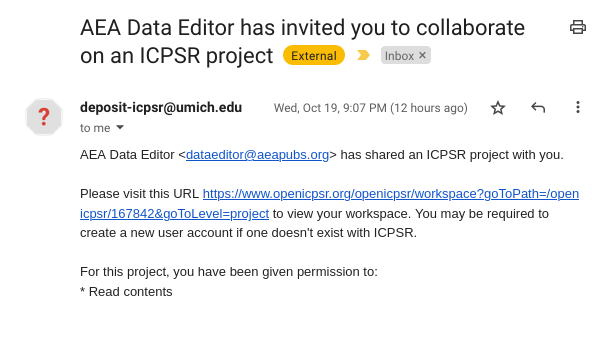 AEA Data Editor has invited you to collaborate
on an ICPSR project External Inbox ×
deposit-icpsr@umich.edu Wed, Oct 19, 9:07 PM (12 hours ago)
to me
AEA Data Editor <dataeditor@aeapubs.org> has shared an ICPSR project with you.
Please visit this URL https://www.openicpsr.org/openicpsr/workspace?goToPath=/open
icpsr/167842&goToLevel=project to view your workspace. You may be required to
create a new user account if one doesn't exist with ICPSR.
For this project, you have been given permission to:
* Read contents